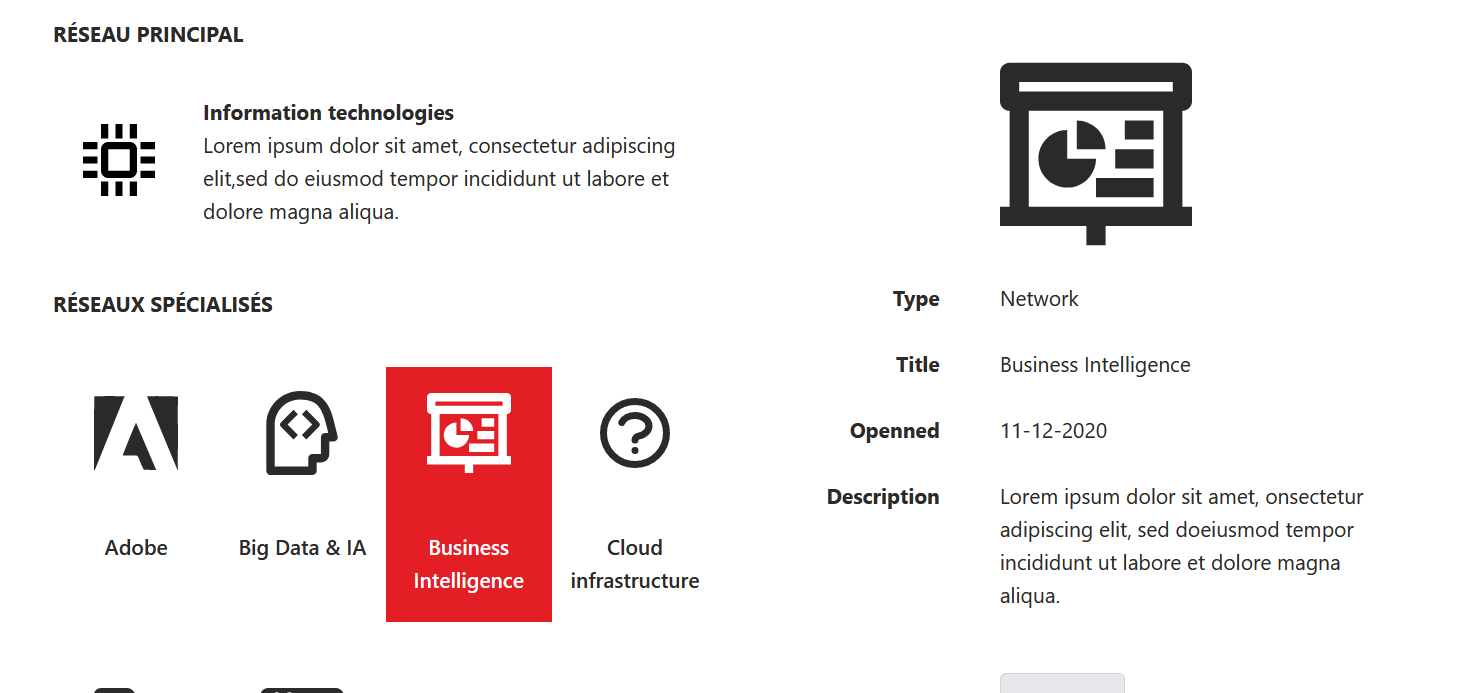 RÉSEAU PRINCIPAL
Information technologies
Lorem ipsum dolor sit amet, consectetur adipiscing
elit,sed do eiusmod tempor incididunt ut labore et
dolore magna aliqua.
RÉSEAUX SPÉCIALISÉS
Adobe
Big Data & IA
Business
Intelligence
Cloud
infrastructure
Type Network
Title Business Intelligence
Openned 11-12-2020
Description Lorem ipsum dolor sit amet, onsectetur
adipiscing elit, sed doeiusmod tempor
incididunt ut labore et dolore magna
aliqua.